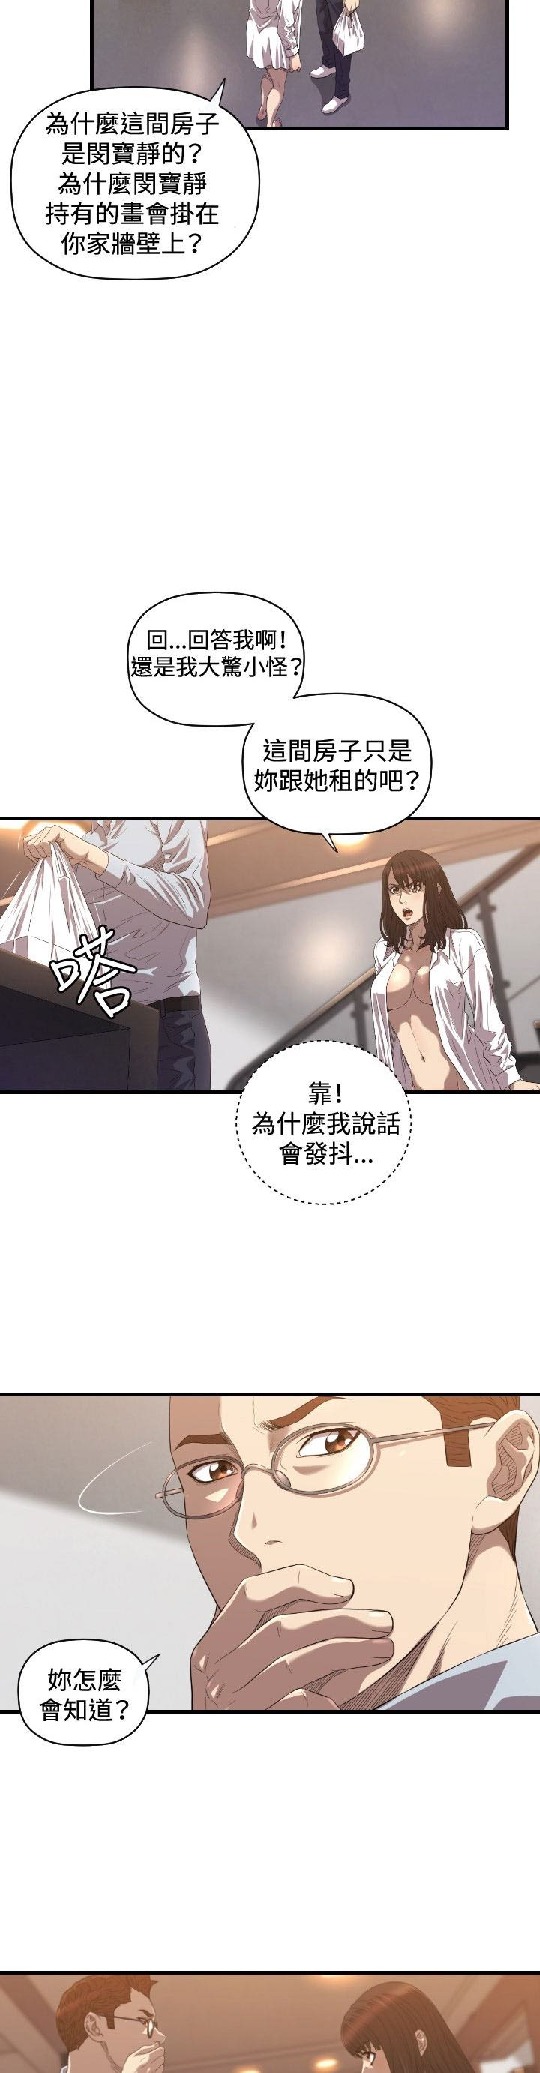 為什麼這間房子
是閔寶靜的？
為什麼閔寶靜
持有的畫會掛在
你家牆壁上？
回…回答我啊！
還是我大驚小怪？
這間房子只是
妳跟她租的吧？
嗒
靠！
為什麼我說話
會發抖…
妳怎麼
會知道？